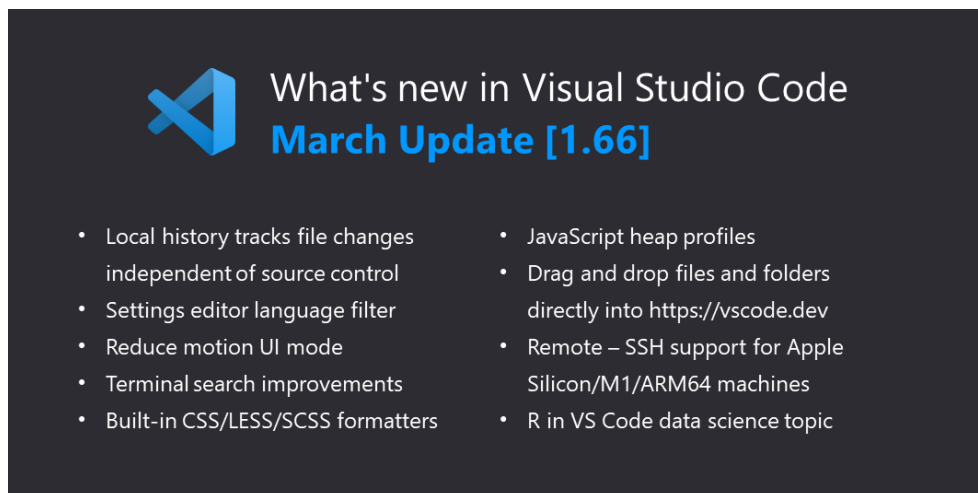 What's new in Visual Studio Code
March Update [1.66]
• Local history tracks file changes
independent of source control
• Settings editor language filter
• Reduce motion UI mode
• Terminal search improvements
• Built-in CSS/LESS/SCSS formatters
• JavaScript heap profiles
• Drag and drop files and folders
directly into https://vscode.dev
• Remote – SSH support for Apple
Silicon/M1/ARM64 machines
• R in VS Code data science topic